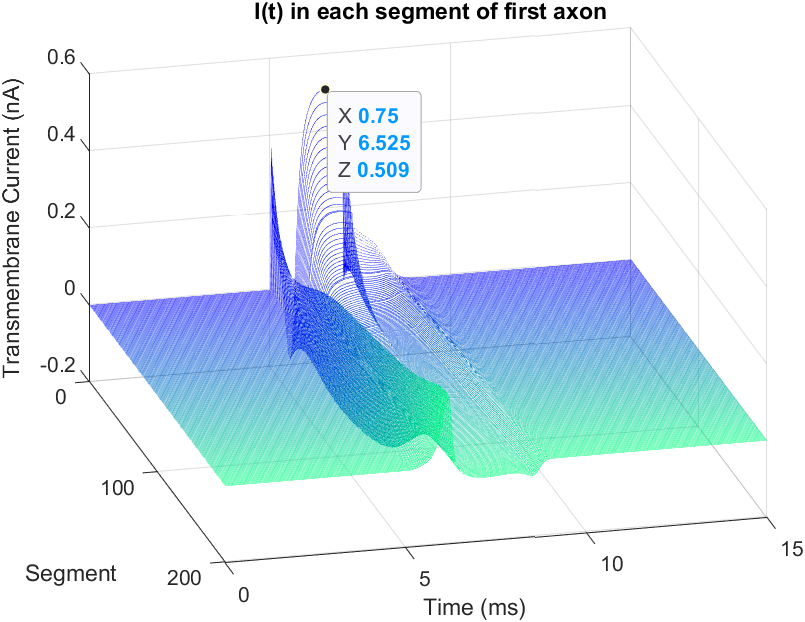 I(t) in each segment of first axon
Transmembrane Current (nA)
0.6
0.4
0.2
0
-0.2
X 0.75
Y 6.525
Z 0.509
0
100
200
Segment
0
5
10
15
Time (ms)